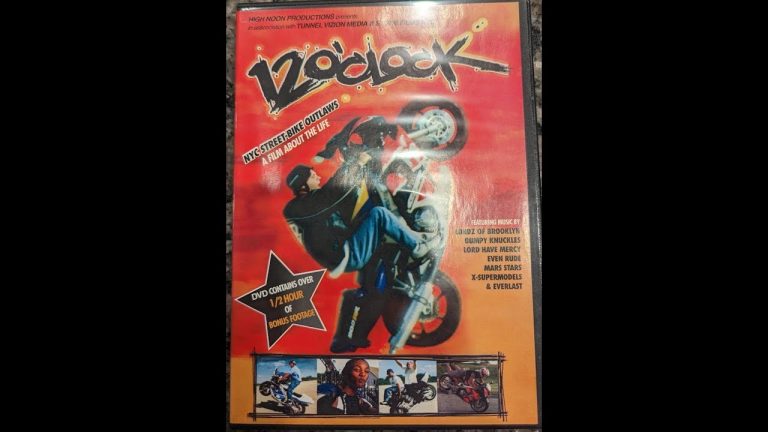 HIGH NOON PRODUCTIONS presents
in association with TUNNEL VIZION MEDIA
12 O'CLOCK
NYC STREET-BIKE OUTLAWS
A FILM ABOUT THE LIFE
FEATURING MUSIC BY
LORDZ OF BROOKLYN
BUMPY KNUCKLES
LORD HAVE MERCY
EVEN RUDE
MARS STARS
X-SUPERMODELS
& EVERLAST
DVD CONTAINS OVER
1/2 HOUR
OF
BONUS FOOTAGE